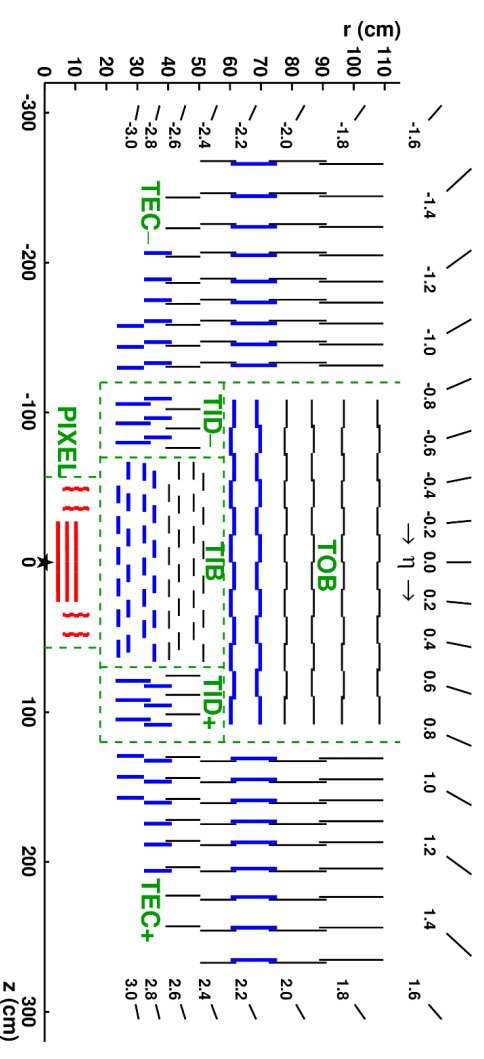 r (cm)
0 10 20 30 40 50 60 70 80 90 100 110
-3.0 -2.8 -2.6 -2.4 -2.2 -2.0 -1.8 -1.6
-1.4
-1.2
-1.0
-0.8
-0.6
-0.4
-0.2
0.0
0.2
0.4
0.6
0.8
1.0
1.2
1.4
3.0 2.8 2.6 2.4 2.2 2.0 1.8 1.6
→ η →
TEC−
TID−
PIXEL
TIB
TOB
TID+
TEC+
-300 -200 -100 0 100 200 300
z (cm)